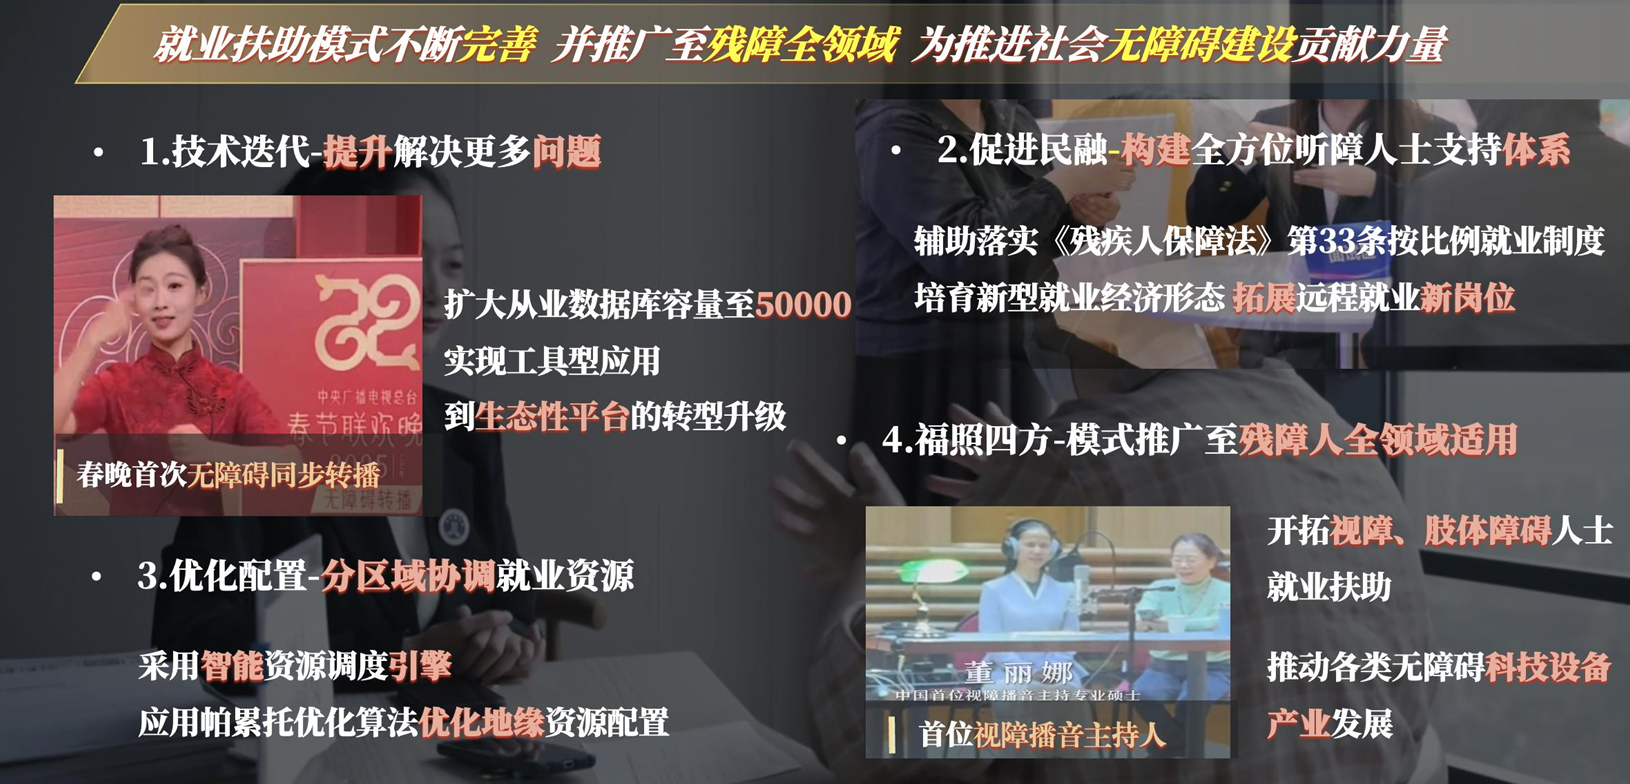 就业扶助模式不断完善 并推广至残障全领域 为推进社会无障碍建设贡献力量
• 1.技术迭代-提升解决更多问题
中央广播电视总台
春节联欢晚
无障碍转播
春晚首次无障碍同步转播
扩大从业数据库容量至50000
实现工具型应用
到生态性平台的转型升级
• 2.促进民融-构建全方位听障人士支持体系
辅助落实《残疾人保障法》第33条按比例就业制度
培育新型就业经济形态 拓展远程就业新岗位
• 3.优化配置-分区域协调就业资源
采用智能资源调度引擎
应用帕累托优化算法优化地缘资源配置
• 4.福照四方-模式推广至残障人全领域适用
董丽娜
中国首位视障播音主持专业硕士
首位视障播音主持人
开拓视障、肢体障碍人士
就业扶助
推动各类无障碍科技设备
产业发展